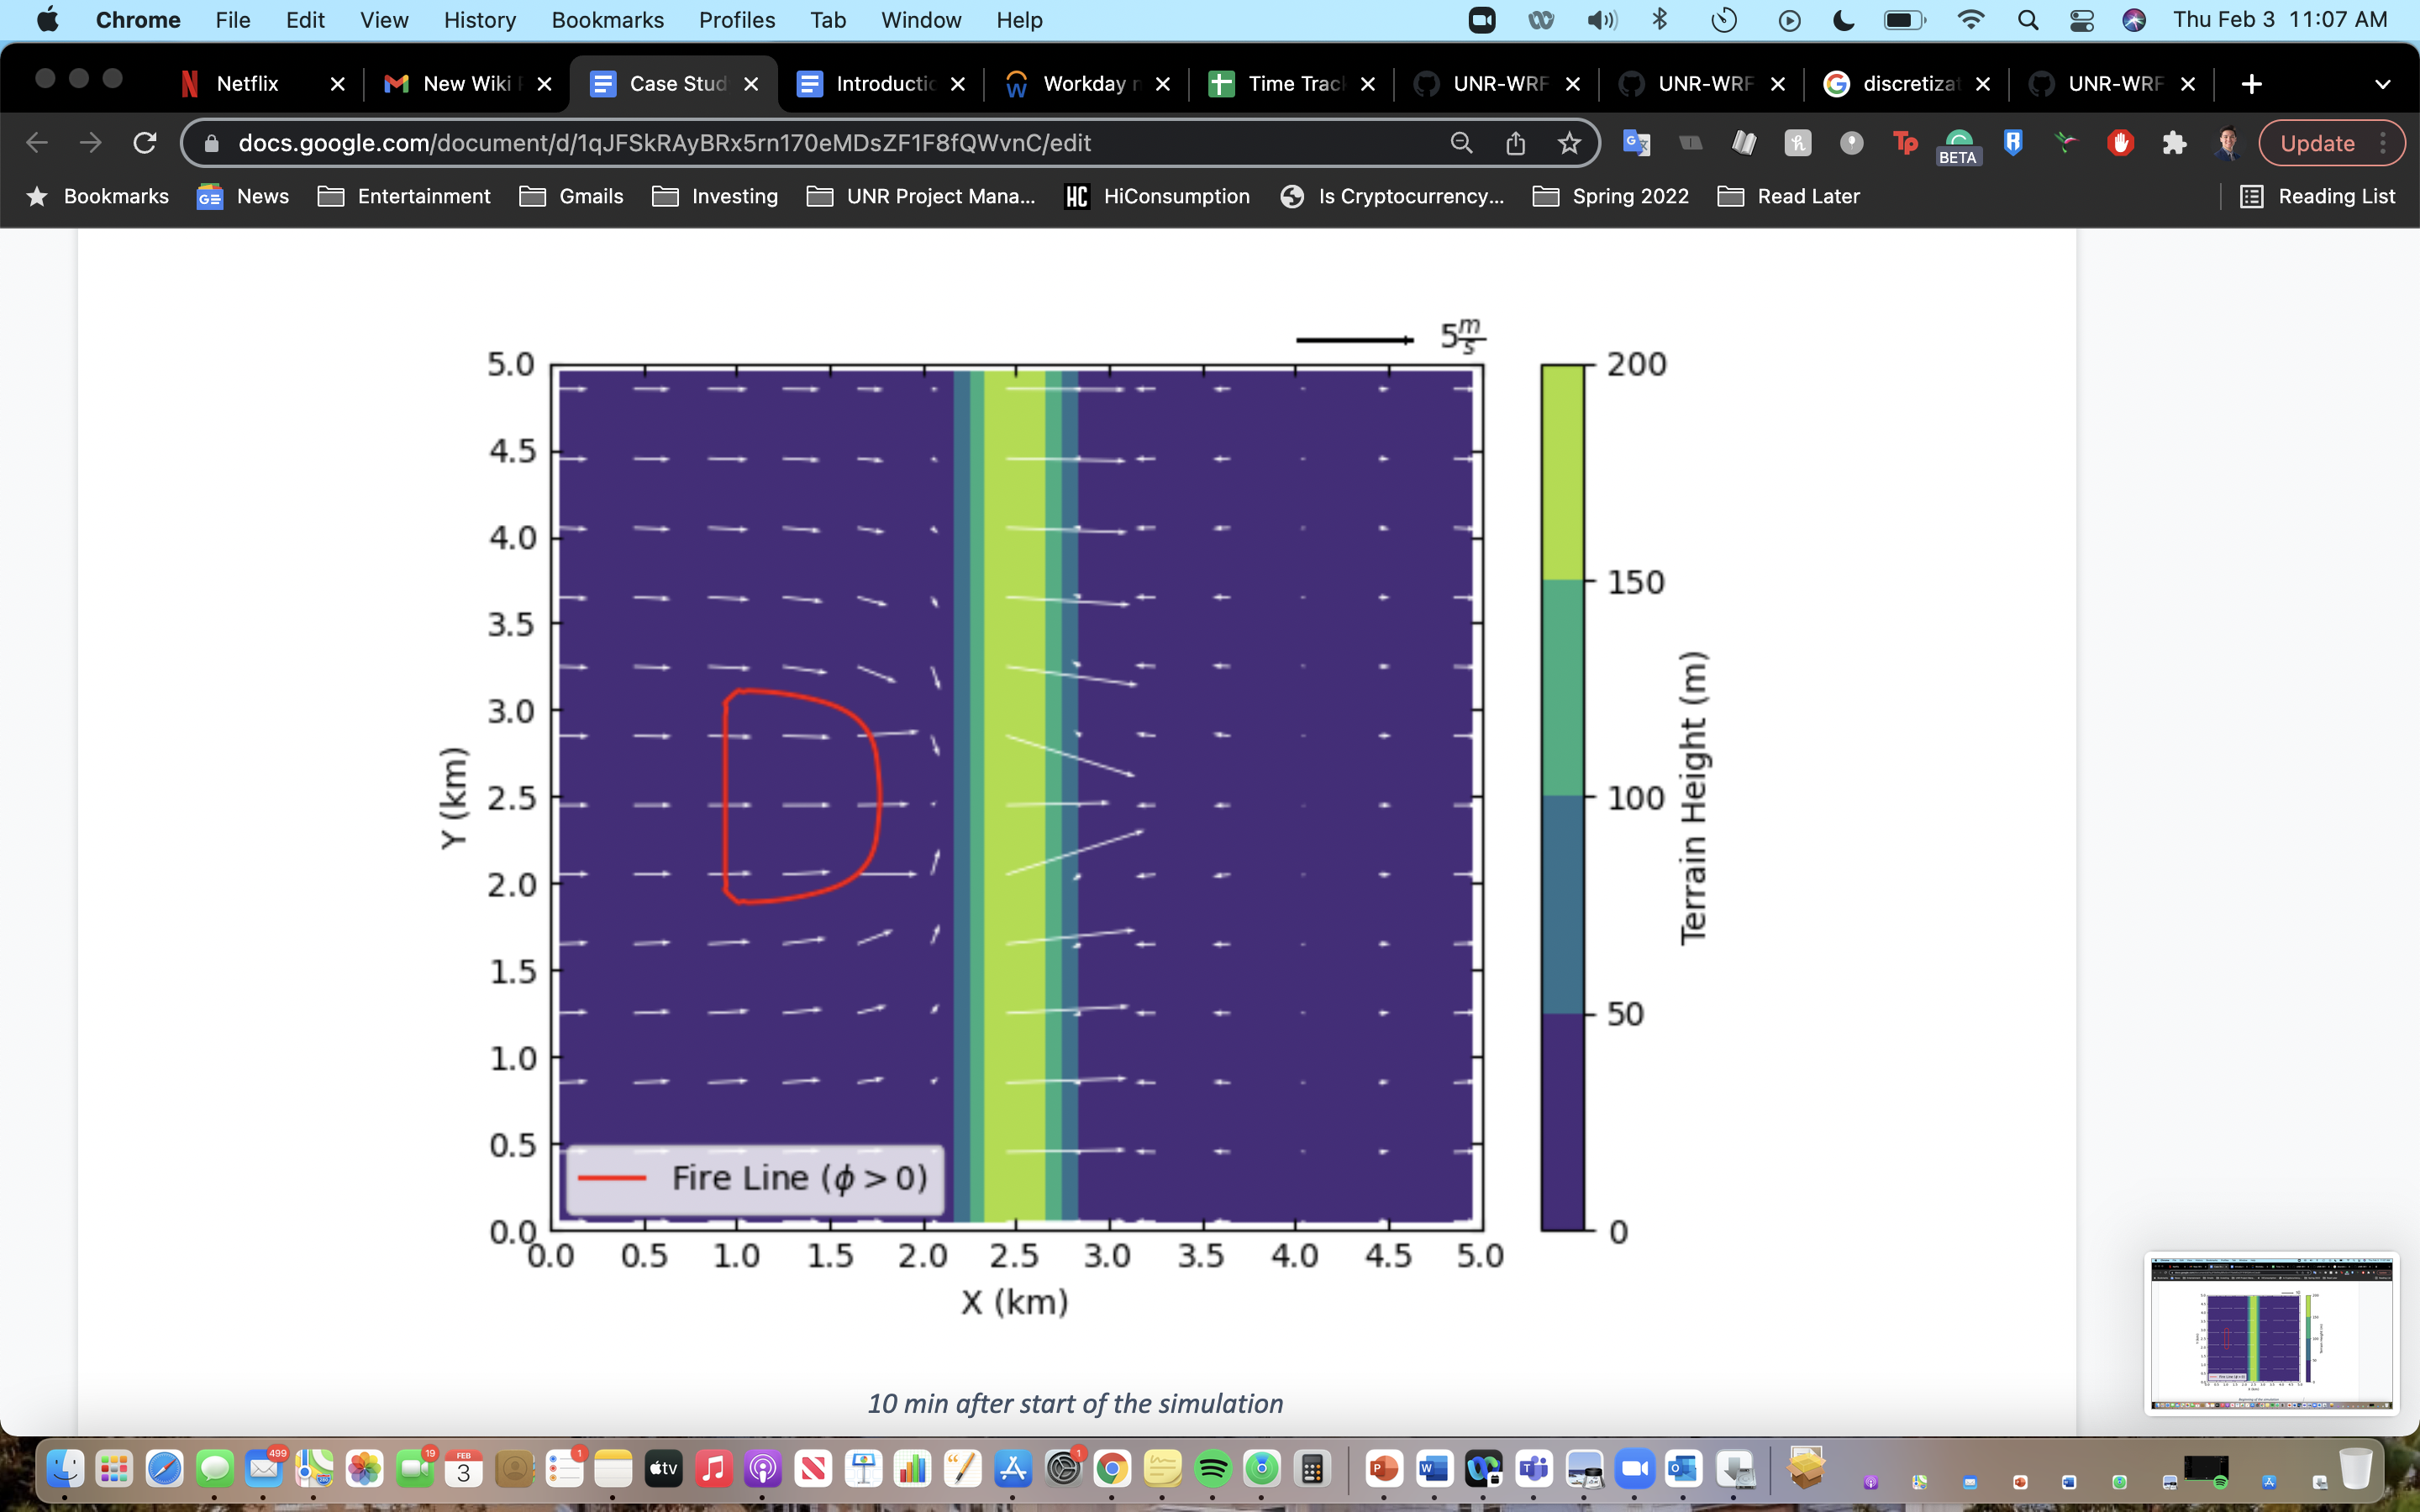 Chrome File Edit View History Bookmarks Profiles Tab Window Help Thu Feb 3 11:07 AM
Netflix New Wiki Case Stud Introductic Workday Time Trac UNR-WRF UNR-WRF discretizat UNR-WRF
docs.google.com/document/d/1qJFSkRAyBRx5rn170eMDsZF1F8fQWvnC/edit Tp BETA Update
Bookmarks News Entertainment Gmails Investing UNR Project Mana... HC HiConsumption Is Cryptocurrency... Spring 2022 Read Later Reading List
5 m/s
5.0
4.5
4.0
3.5
3.0
2.5
2.0
1.5
1.0
0.5
0.0
Y (km)
Fire Line (ϕ > 0)
0.0 0.5 1.0 1.5 2.0 2.5 3.0 3.5 4.0 4.5 5.0
X (km)
200
150
100
50
0
Terrain Height (m)
10 min after start of the simulation
499
19
FEB
3
1
tv
1